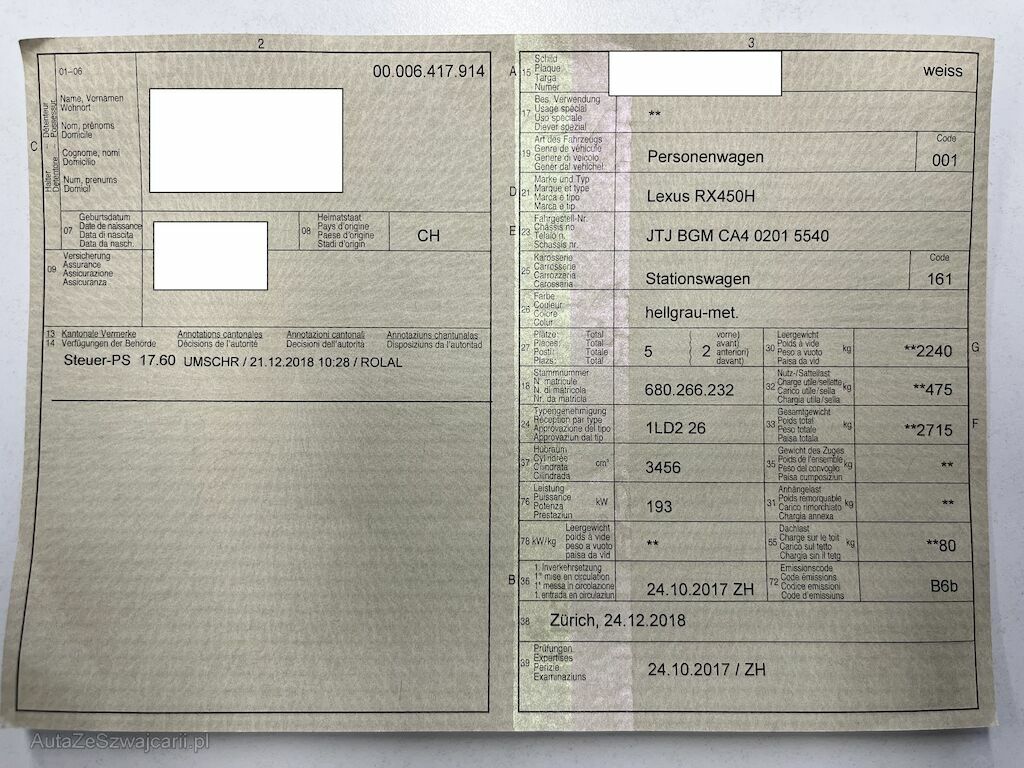 2
01–06
00.006.417.914
C
Halter Détenteur
Detentore Possessur
Name, Vornamen
Wohnort
Nom, prénoms
Domicile
Cognome, nomi
Domicilio
Num, prenums
Domicil
07
Geburtsdatum
Date de naissance
Data di nascita
Data da nasch.
08
Heimatstaat
Pays d'origine
Paese d'origine
Stadi d'origin
CH
09
Versicherung
Assurance
Assicurazione
Assicuranza
13 Kantonale Vermerke Annotations cantonales Annotazioni cantonali Annotaziuns chantunalas
14 Verfügungen der Behörde Décisions de l'autorité Decisioni dell'autorità Disposiziuns da l'autoritad
Steuer-PS 17.60 UMSCHR / 21.12.2018 10:28 / ROLAL
3
A 15
Schild
Plaque
Targa
Numer
weiss
17
Bes. Verwendung
Usage spécial
Uso speciale
Diever spezial
**
19
Art des Fahrzeugs
Genre de véhicule
Genere di veicolo
Gener dal vehichel
Personenwagen
Code
001
D 21
Marke und Typ
Marque et type
Marca e tipo
Marca e tip
Lexus RX450H
E 23
Fahrgestell-Nr.
Châssis no
Telaio n.
Schassis nr.
JTJ BGM CA4 0201 5540
25
Karosserie
Carrosserie
Carrozzeria
Carossaria
Stationswagen
Code
161
26
Farbe
Couleur
Colore
Colur
hellgrau-met.
27
Plätze: Total
Places: Total
Posti: Totale
Plazs: Total
5
( 2
vorne)
avant)
anteriori)
davant)
30
Leergewicht
Poids à vide
Peso a vuoto
Paisa da vid
kg
**2240
G
18
Stammnummer
N° matricule
N. di matricola
Nr. da matricla
680.266.232
32
Nutz-/Sattellast
Charge utile/sellette
Carico utile/sella
Chargia utila/sella
kg
**475
24
Typengenehmigung
Réception par type
Approvazione del tipo
Approvaziun dal tip
1LD2 26
33
Gesamtgewicht
Poids total
Peso totale
Paisa totala
kg
**2715
F
37
Hubraum
Cylindrée
Cilindrata
Cilindrada
cm³
3456
35
Gewicht des Zuges
Poids de l'ensemble
Peso del convoglio
Paisa cumposiziun
kg
**
76
Leistung
Puissance
Potenza
Prestaziun
kW
193
31
Anhängelast
Poids remorquable
Carico rimorchiato
Chargia annexa
kg
**
78 kW/kg
Leergewicht
poids à vide
peso a vuoto
paisa da vid
**
55
Dachlast
Charge sur le toit
Carico sul tetto
Chargia sin il tetg
kg
**80
B 36
1. Inverkehrsetzung
1re mise en circulation
1a messa in circolazione
1. entrada en circulaziun
24.10.2017 ZH
72
Emissionscode
Code émissions
Codice emissioni
Code d'emissiuns
B6b
38
Zürich, 24.12.2018
39
Prüfungen
Expertises
Perizie
Examinaziuns
24.10.2017 / ZH
AutaZeSzwajcarii.pl